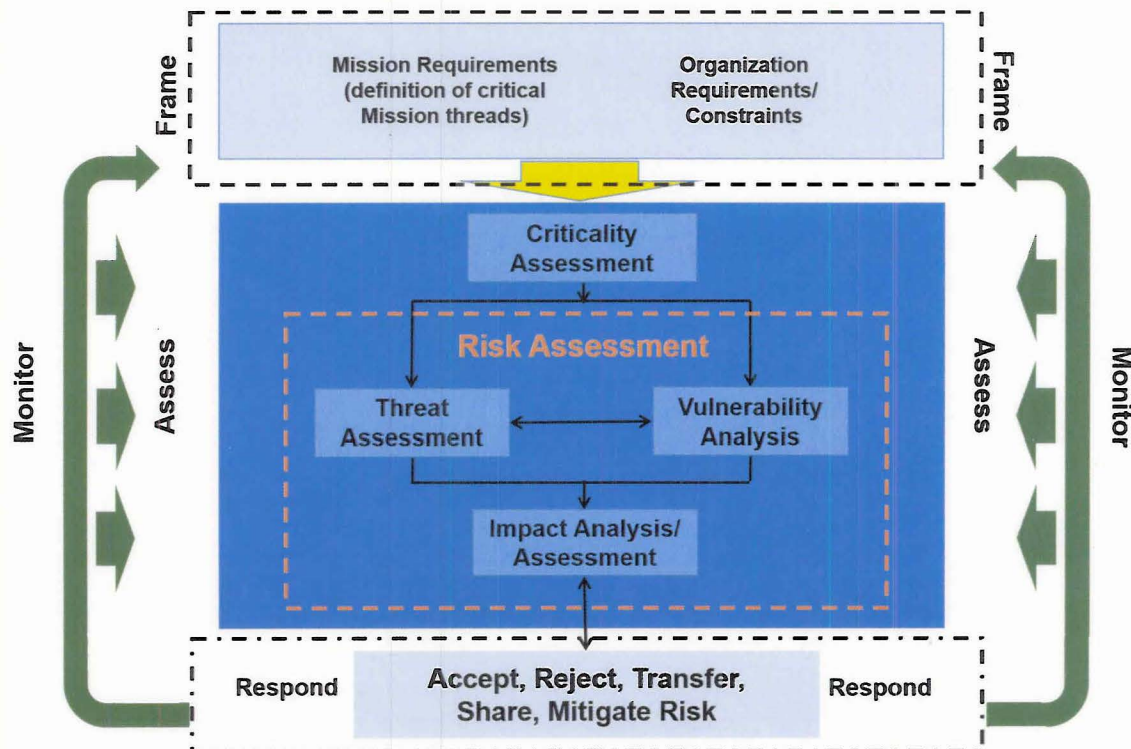 Frame
Mission Requirements
(definition of critical
Mission threads)
Organization
Requirements/
Constraints
Frame
Criticality
Assessment
Risk Assessment
Threat
Assessment
Vulnerability
Analysis
Impact Analysis/
Assessment
Monitor
Assess
Assess
Monitor
Respond
Accept, Reject, Transfer,
Share, Mitigate Risk
Respond